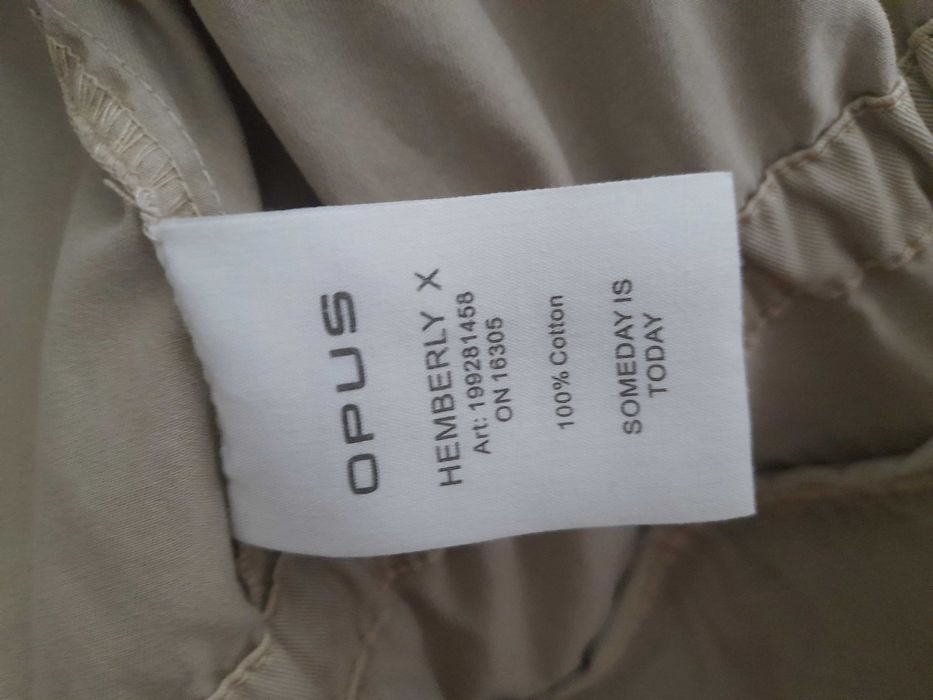 OPUS
HEMBERLY X
Art: 199281458
ON 16305
100% Cotton
SOMEDAY IS
TODAY